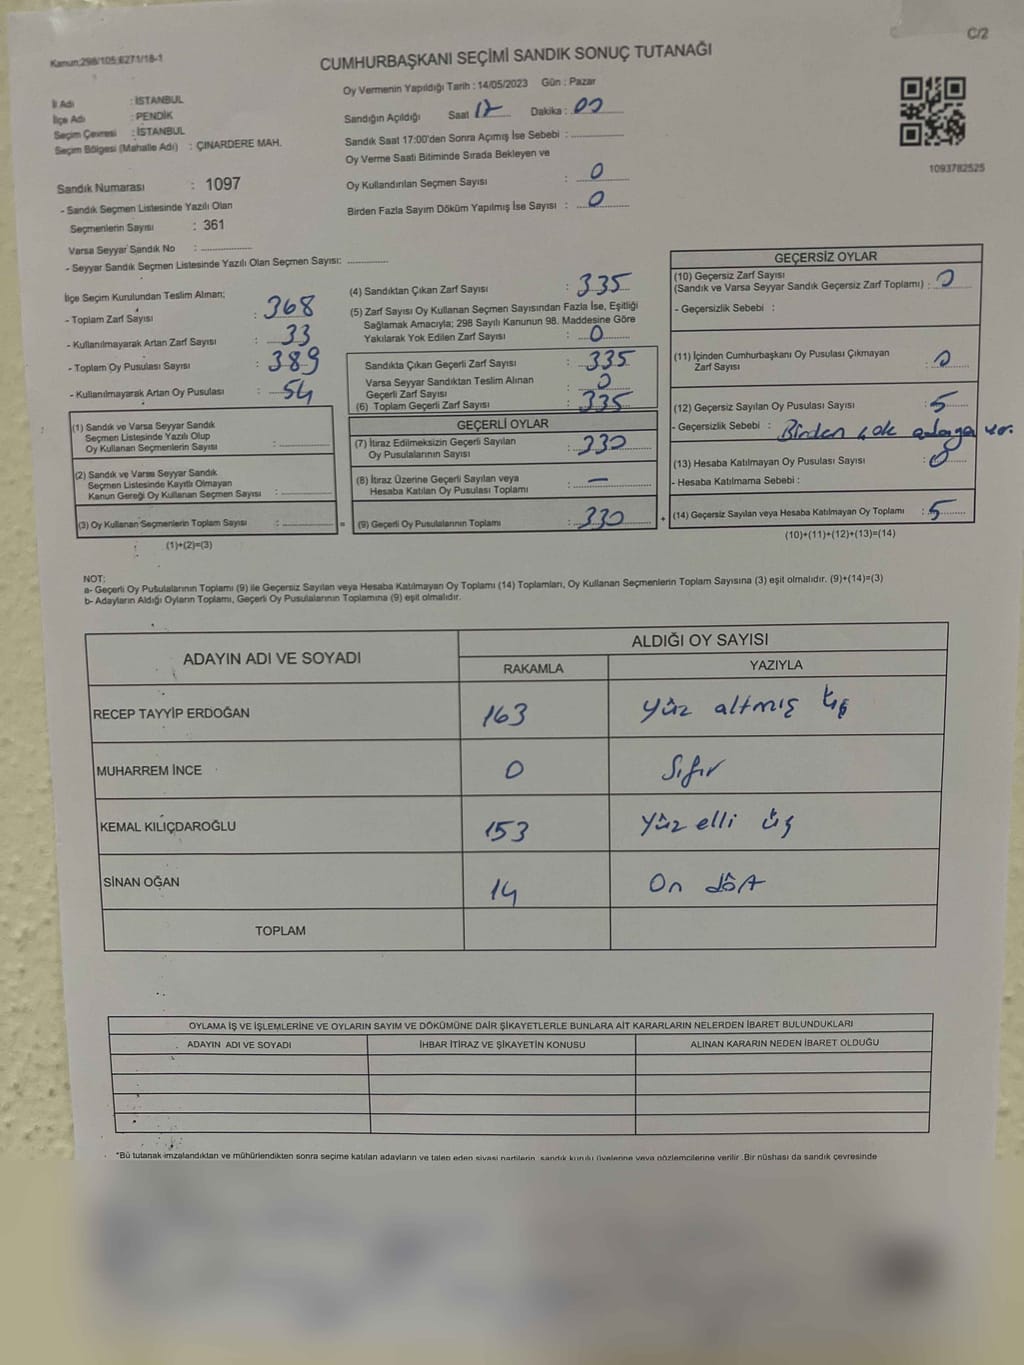 C/2
Kanun;298/105;6271/18-1
CUMHURBAŞKANI SEÇİMİ SANDIK SONUÇ TUTANAĞI
İl Adı : İSTANBUL
İlçe Adı : PENDİK
Seçim Çevresi : İSTANBUL
Seçim Bölgesi (Mahalle Adı) : ÇINARDERE MAH.
Sandık Numarası : 1097
- Sandık Seçmen Listesinde Yazılı Olan
Seçmenlerin Sayısı : 361
Varsa Seyyar Sandık No : ..................
- Seyyar Sandık Seçmen Listesinde Yazılı Olan Seçmen Sayısı: ..............
Oy Vermenin Yapıldığı Tarih : 14/05/2023 Gün : Pazar
Sandığın Açıldığı Saat 17 Dakika : 00
Sandık Saat 17:00'den Sonra Açımış İse Sebebi : ..................
Oy Verme Saati Bitiminde Sırada Bekleyen ve
Oy Kullandırılan Seçmen Sayısı : 0
Birden Fazla Sayım Döküm Yapılmış İse Sayısı : 0
1093782525
İlçe Seçim Kurulundan Teslim Alınan;
- Toplam Zarf Sayısı : 368
- Kullanılmayarak Artan Zarf Sayısı : 33
- Toplam Oy Pusulası Sayısı : 389
- Kullanılmayarak Artan Oy Pusulası : 54
(1) Sandık ve Varsa Seyyar Sandık
Seçmen Listesinde Yazılı Olup
Oy Kullanan Seçmenlerin Sayısı : ..................
(2) Sandık ve Varsa Seyyar Sandık
Seçmen Listesinde Kayıtlı Olmayan
Kanun Gereği Oy Kullanan Seçmen Sayısı : ..................
(3) Oy Kullanan Seçmenlerin Toplam Sayısı : ..................
(1)+(2)=(3)
(4) Sandıktan Çıkan Zarf Sayısı : 335
(5) Zarf Sayısı Oy Kullanan Seçmen Sayısından Fazla İse, Eşitliği
Sağlamak Amacıyla; 298 Sayılı Kanunun 98. Maddesine Göre
Yakılarak Yok Edilen Zarf Sayısı : 0
Sandıkta Çıkan Geçerli Zarf Sayısı : 335
Varsa Seyyar Sandıktan Teslim Alınan
Geçerli Zarf Sayısı : 0
(6) Toplam Geçerli Zarf Sayısı : 335
GEÇERLİ OYLAR
(7) İtiraz Edilmeksizin Geçerli Sayılan
Oy Pusulalarının Sayısı : 330
(8) İtiraz Üzerine Geçerli Sayılan veya
Hesaba Katılan Oy Pusulası Toplamı : —
= (9) Geçerli Oy Pusulalarının Toplamı : 330
GEÇERSİZ OYLAR
(10) Geçersiz Zarf Sayısı
(Sandık ve Varsa Seyyar Sandık Geçersiz Zarf Toplamı) : 0
- Geçersizlik Sebebi :
(11) İçinden Cumhurbaşkanı Oy Pusulası Çıkmayan
Zarf Sayısı : 0
(12) Geçersiz Sayılan Oy Pusulası Sayısı : 5
- Geçersizlik Sebebi : Birden çok adaya
(13) Hesaba Katılmayan Oy Pusulası Sayısı : 0
- Hesaba Katılmama Sebebi :
+ (14) Geçersiz Sayılan veya Hesaba Katılmayan Oy Toplamı : 5
(10)+(11)+(12)+(13)=(14)
NOT;
a- Geçerli Oy Pusulalarının Toplamı (9) ile Geçersiz Sayılan veya Hesaba Katılmayan Oy Toplamı (14) Toplamları, Oy Kullanan Seçmenlerin Toplam Sayısına (3) eşit olmalıdır. (9)+(14)=(3)
b- Adayların Aldığı Oyların Toplamı, Geçerli Oy Pusulalarının Toplamına (9) eşit olmalıdır.
ADAYIN ADI VE SOYADI ALDIĞI OY SAYISI
RAKAMLA YAZIYLA
RECEP TAYYİP ERDOĞAN 163 Yüz altmış üç
MUHARREM İNCE 0 Sıfır
KEMAL KILIÇDAROĞLU 153 Yüz elli üç
SİNAN OĞAN 14 On dört
TOPLAM
OYLAMA İŞ VE İŞLEMLERİNE VE OYLARIN SAYIM VE DÖKÜMÜNE DAİR ŞİKAYETLERLE BUNLARA AİT KARARLARIN NELERDEN İBARET BULUNDUKLARI
ADAYIN ADI VE SOYADI İHBAR İTİRAZ VE ŞİKAYETİN KONUSU ALINAN KARARIN NEDEN İBARET OLDUĞU
*Bu tutanak imzalandıktan ve mühürlendikten sonra seçime katılan adayların ve talep eden siyasi partilerin, sandık kurulu üyelerine veya gözlemcilerine verilir .Bir nüshası da sandık çevresinde